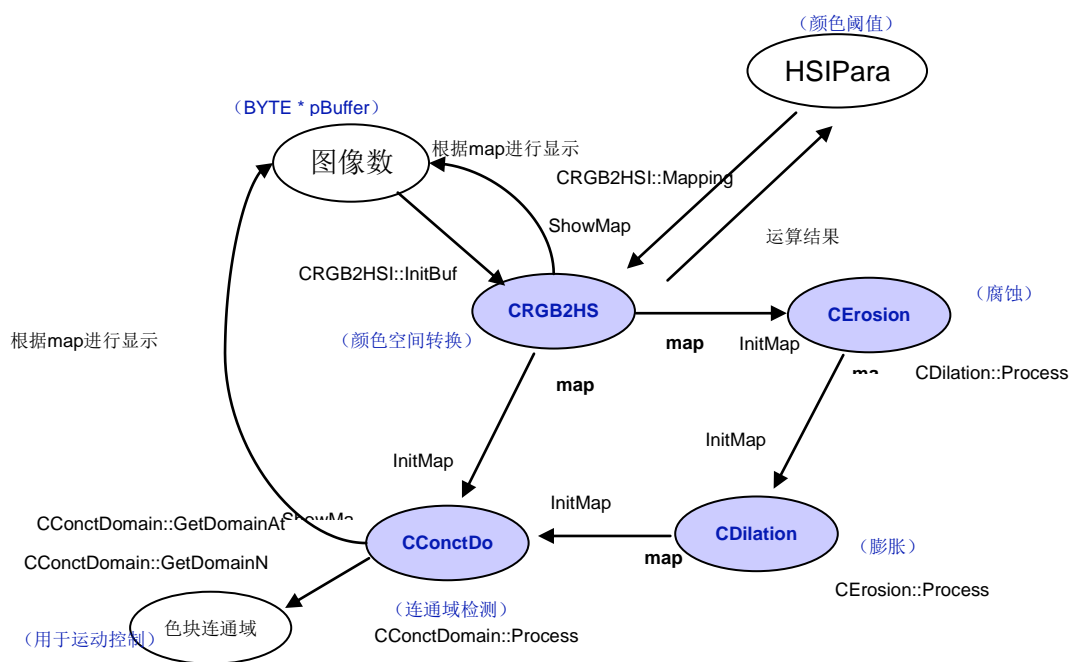 （颜色阈值）
HSIPara
（BYTE * pBuffer）
图像数
根据map进行显示
CRGB2HSI::Mapping
ShowMap
运算结果
CRGB2HSI::InitBuf
CRGB2HS
（颜色空间转换）
map
InitMap
CErosion
（腐蚀）
CDilation::Process
根据map进行显示
map
InitMap
InitMap
InitMap
CConctDomain::GetDomainAt
CConctDomain::GetDomainN
CConctDo
map
CDilation
（膨胀）
CErosion::Process
（连通域检测）
CConctDomain::Process
色块连通域
（用于运动控制）